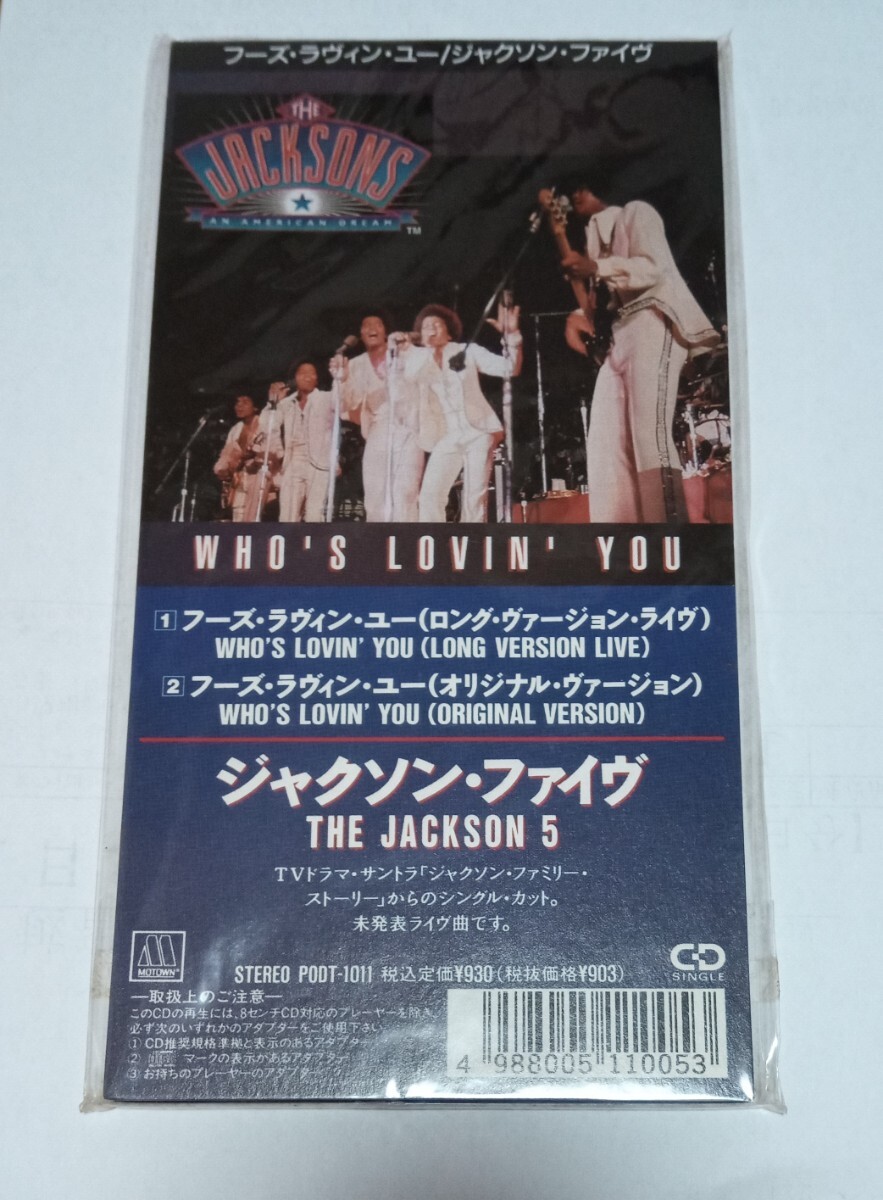 フーズ・ラヴィン・ユー/ジャクソン・ファイヴ
THE
JACKSONS
AN AMERICAN DREAM
TM
WHO'S LOVIN' YOU
1 フーズ・ラヴィン・ユー(ロング・ヴァージョン・ライヴ)
WHO'S LOVIN' YOU (LONG VERSION LIVE)
2 フーズ・ラヴィン・ユー(オリジナル・ヴァージョン)
WHO'S LOVIN' YOU (ORIGINAL VERSION)
ジャクソン・ファイヴ
THE JACKSON 5
TVドラマ・サントラ「ジャクソン・ファミリー・
ストーリー」からのシングル・カット。
未発表ライヴ曲です。
MOTOWN
STEREO PODT-1011 税込定価¥930(税抜価格¥903)
CD
SINGLE
—取扱上のご注意—
このCDの再生には、8センチCD対応のプレーヤーを除き、
必ず次のいずれかのアダプターをご使用下さい
① CD推奨規格準拠と表示のあるアダプター
② マークの表示があるアダプター
③ お持ちのプレーヤーのアダプター
4 988005 110053